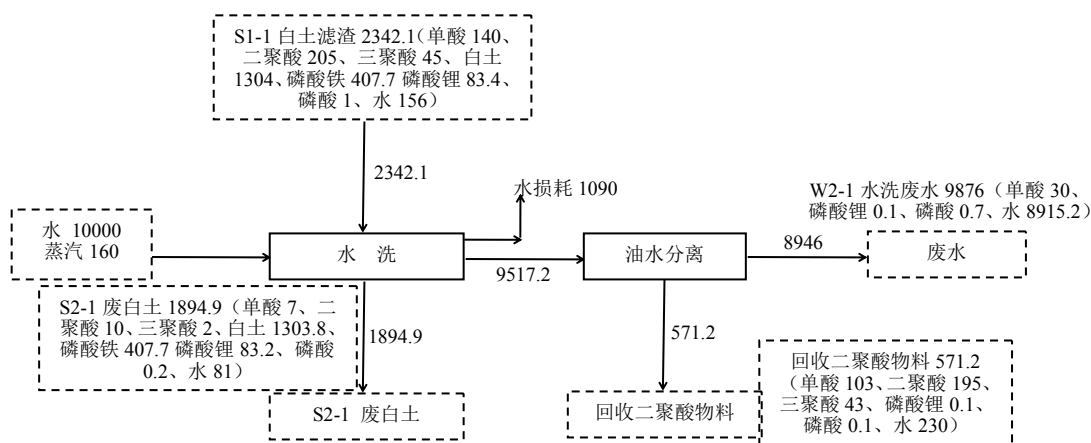 S1-1 白土滤渣 2342.1（单酸 140、
二聚酸 205、三聚酸 45、白土
1304、磷酸铁 407.7 磷酸锂 83.4、
磷酸 1、水 156）
2342.1
水损耗 1090
W2-1 水洗废水 9876（单酸 30、
磷酸锂 0.1、磷酸 0.7、水 8915.2）
水 10000
蒸汽 160
水 洗
9517.2
油水分离
8946
废水
S2-1 废白土 1894.9（单酸 7、二
聚酸 10、三聚酸 2、白土 1303.8、
磷酸铁 407.7 磷酸锂 83.2、磷酸
0.2、水 81）
1894.9
571.2
S2-1 废白土
回收二聚酸物料
回收二聚酸物料 571.2
（单酸 103、二聚酸 195、
三聚酸 43、磷酸锂 0.1、
磷酸 0.1、水 230）